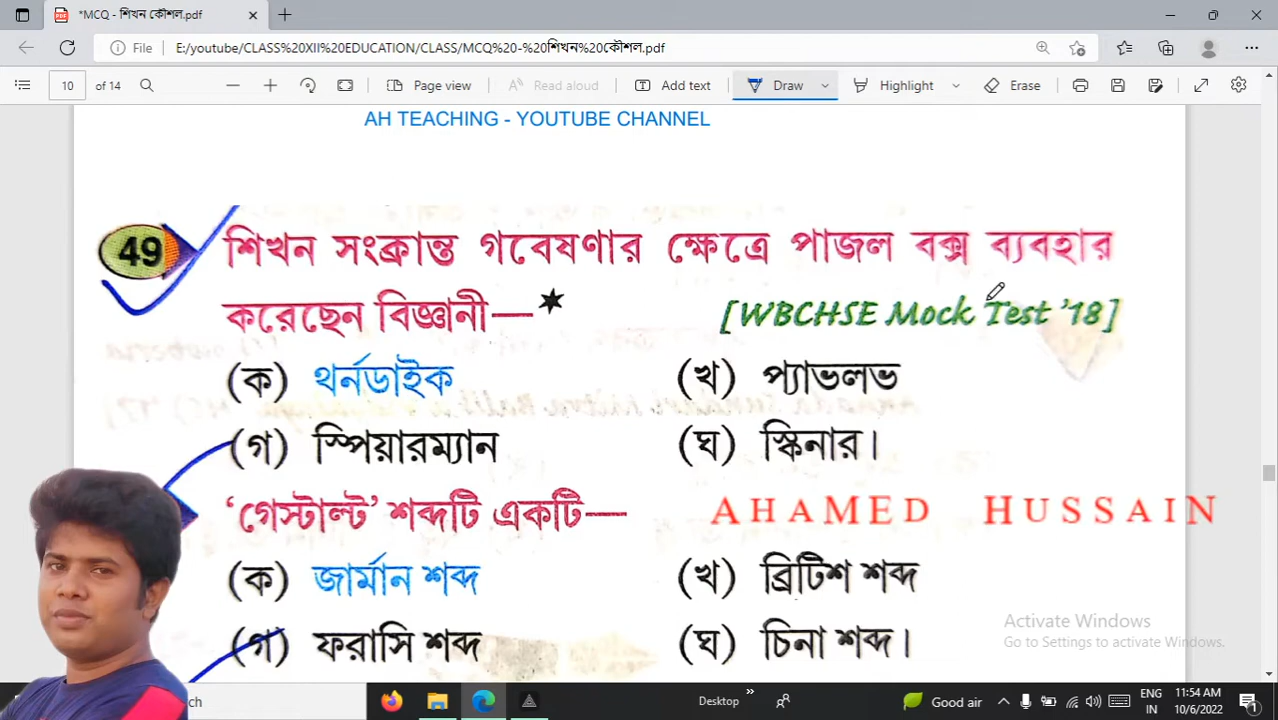 *MCQ - শিখন কৌশল.pdf
File E:/youtube/CLASS%20XII%20EDUCATION/CLASS/MCQ%20-%20শিখন%20কৌশল.pdf
10 of 14 Page view Read aloud Add text Draw Highlight Erase
AH TEACHING - YOUTUBE CHANNEL
49 শিখন সংক্রান্ত গবেষণার ক্ষেত্রে পাজল বক্স ব্যবহার
করেছেন বিজ্ঞানী—★ [WBCHSE Mock Test '18]
(ক) থর্নডাইক (খ) প্যাভলভ
(গ) স্পিয়ারম্যান (ঘ) স্কিনার।
‘গেস্টাল্ট’ শব্দটি একটি— AHAMED HUSSAIN
(ক) জার্মান শব্দ (খ) ব্রিটিশ শব্দ
Activate Windows
Go to Settings to activate Windows.
(গ) ফরাসি শব্দ (ঘ) চিনা শব্দ।
rch Desktop Good air ENG 11:54 AM
IN 10/6/2022 1